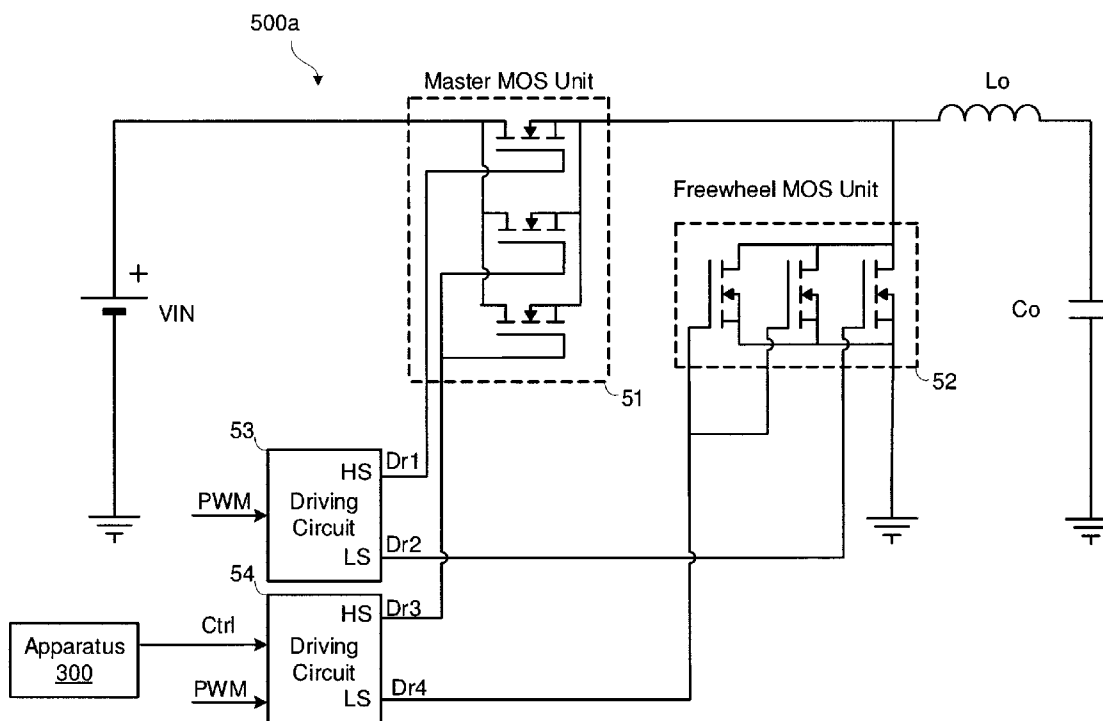 500a
Master MOS Unit
Lo
Freewheel MOS Unit
+
VIN
Co
51
52
53
HS
Dr1
PWM
Driving
Circuit
LS
Dr2
54
HS
Dr3
Ctrl
Apparatus
300
Driving
Circuit
PWM
LS
Dr4